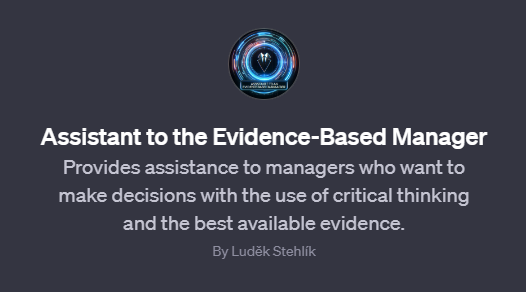 Assistant to the Evidence-Based Manager
Provides assistance to managers who want to
make decisions with the use of critical thinking
and the best available evidence.
By Luděk Stehlík